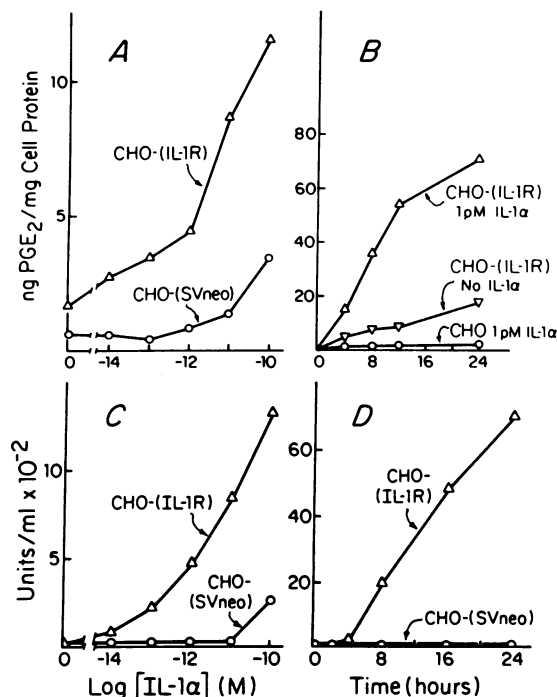 A
ng PGE2/mg Cell Protein
10
5
CHO-(IL-1R)
CHO-(SVneo)
0 -14 -12 -10
B
80
60
40
20
CHO-(IL-1R)
1pM IL-1α
CHO-(IL-1R)
No IL-1α
CHO 1pM IL-1α
0 8 16 24
C
Units/ml x 10-2
10
5
0
CHO-(IL-1R)
CHO-
(SVneo)
0 -14 -12 -10
Log [IL-1α] (M)
D
60
40
20
CHO-
(IL-1R)
CHO-(SVneo)
0 8 16 24
Time (hours)